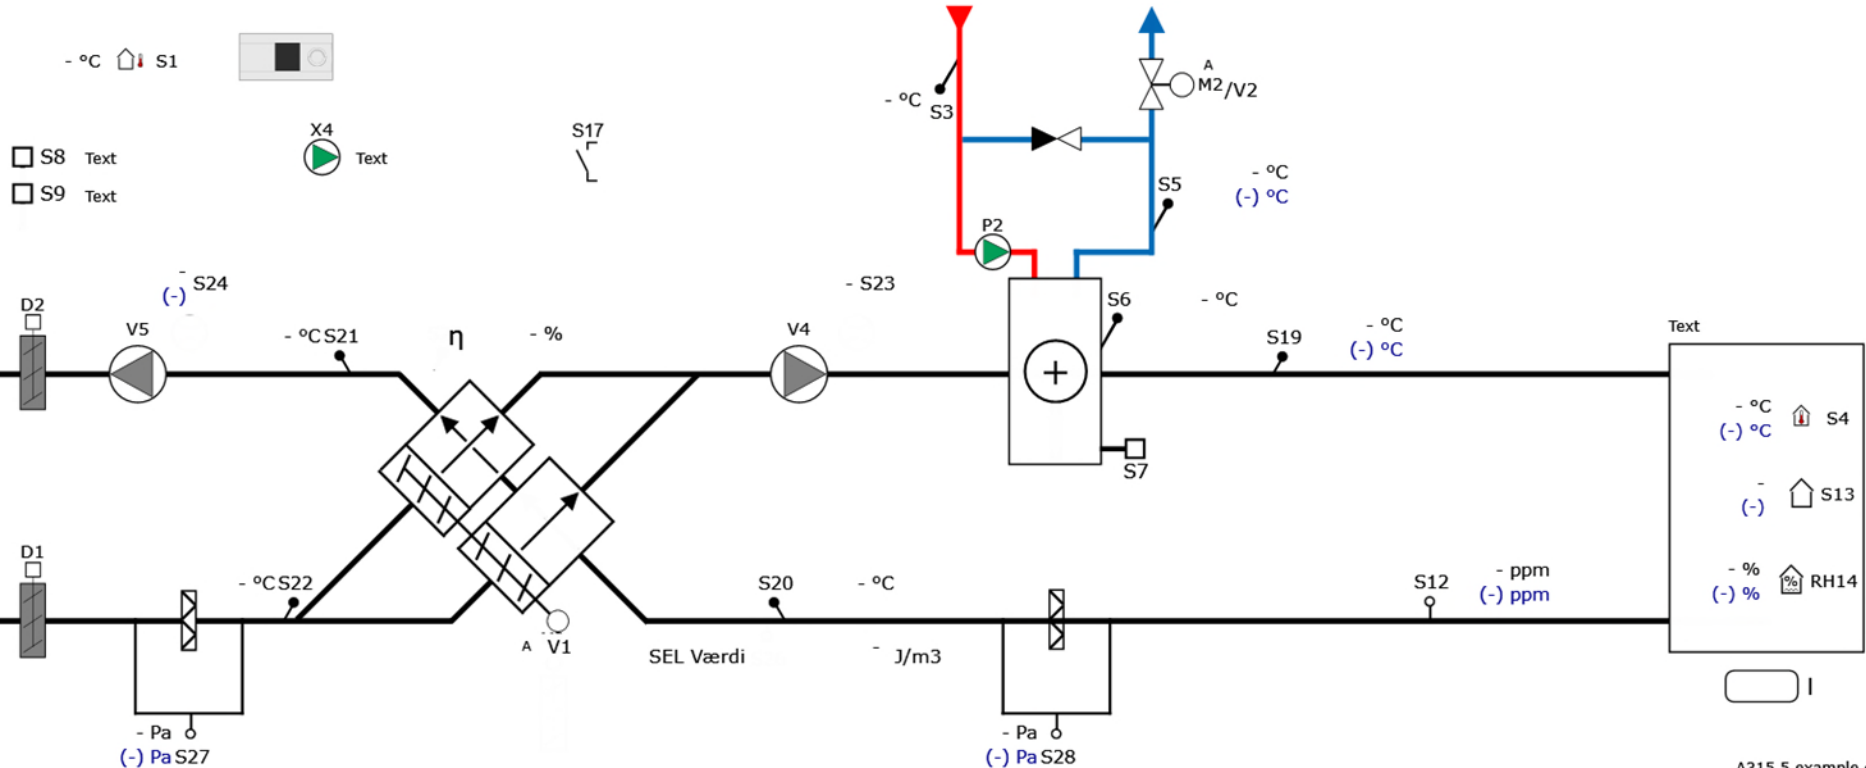 - °C S1
- °C
S3
A
M2/V2
X4
Text
S17
S8 Text
S9 Text
S5
- °C
(-) °C
P2
-
(-) S24
- S23
D2
V5
- °C S21
η
- %
V4
S6
- °C
S19
- °C
(-) °C
Text
- °C
(-) °C
S4
S7
-
(-)
S13
D1
- °C S22
S20
- °C
S12
- ppm
(-) ppm
- %
(-) %
%
RH14
A
V1
SEL Værdi
- J/m3
I
- Pa
(-) Pa S27
- Pa
(-) Pa S28